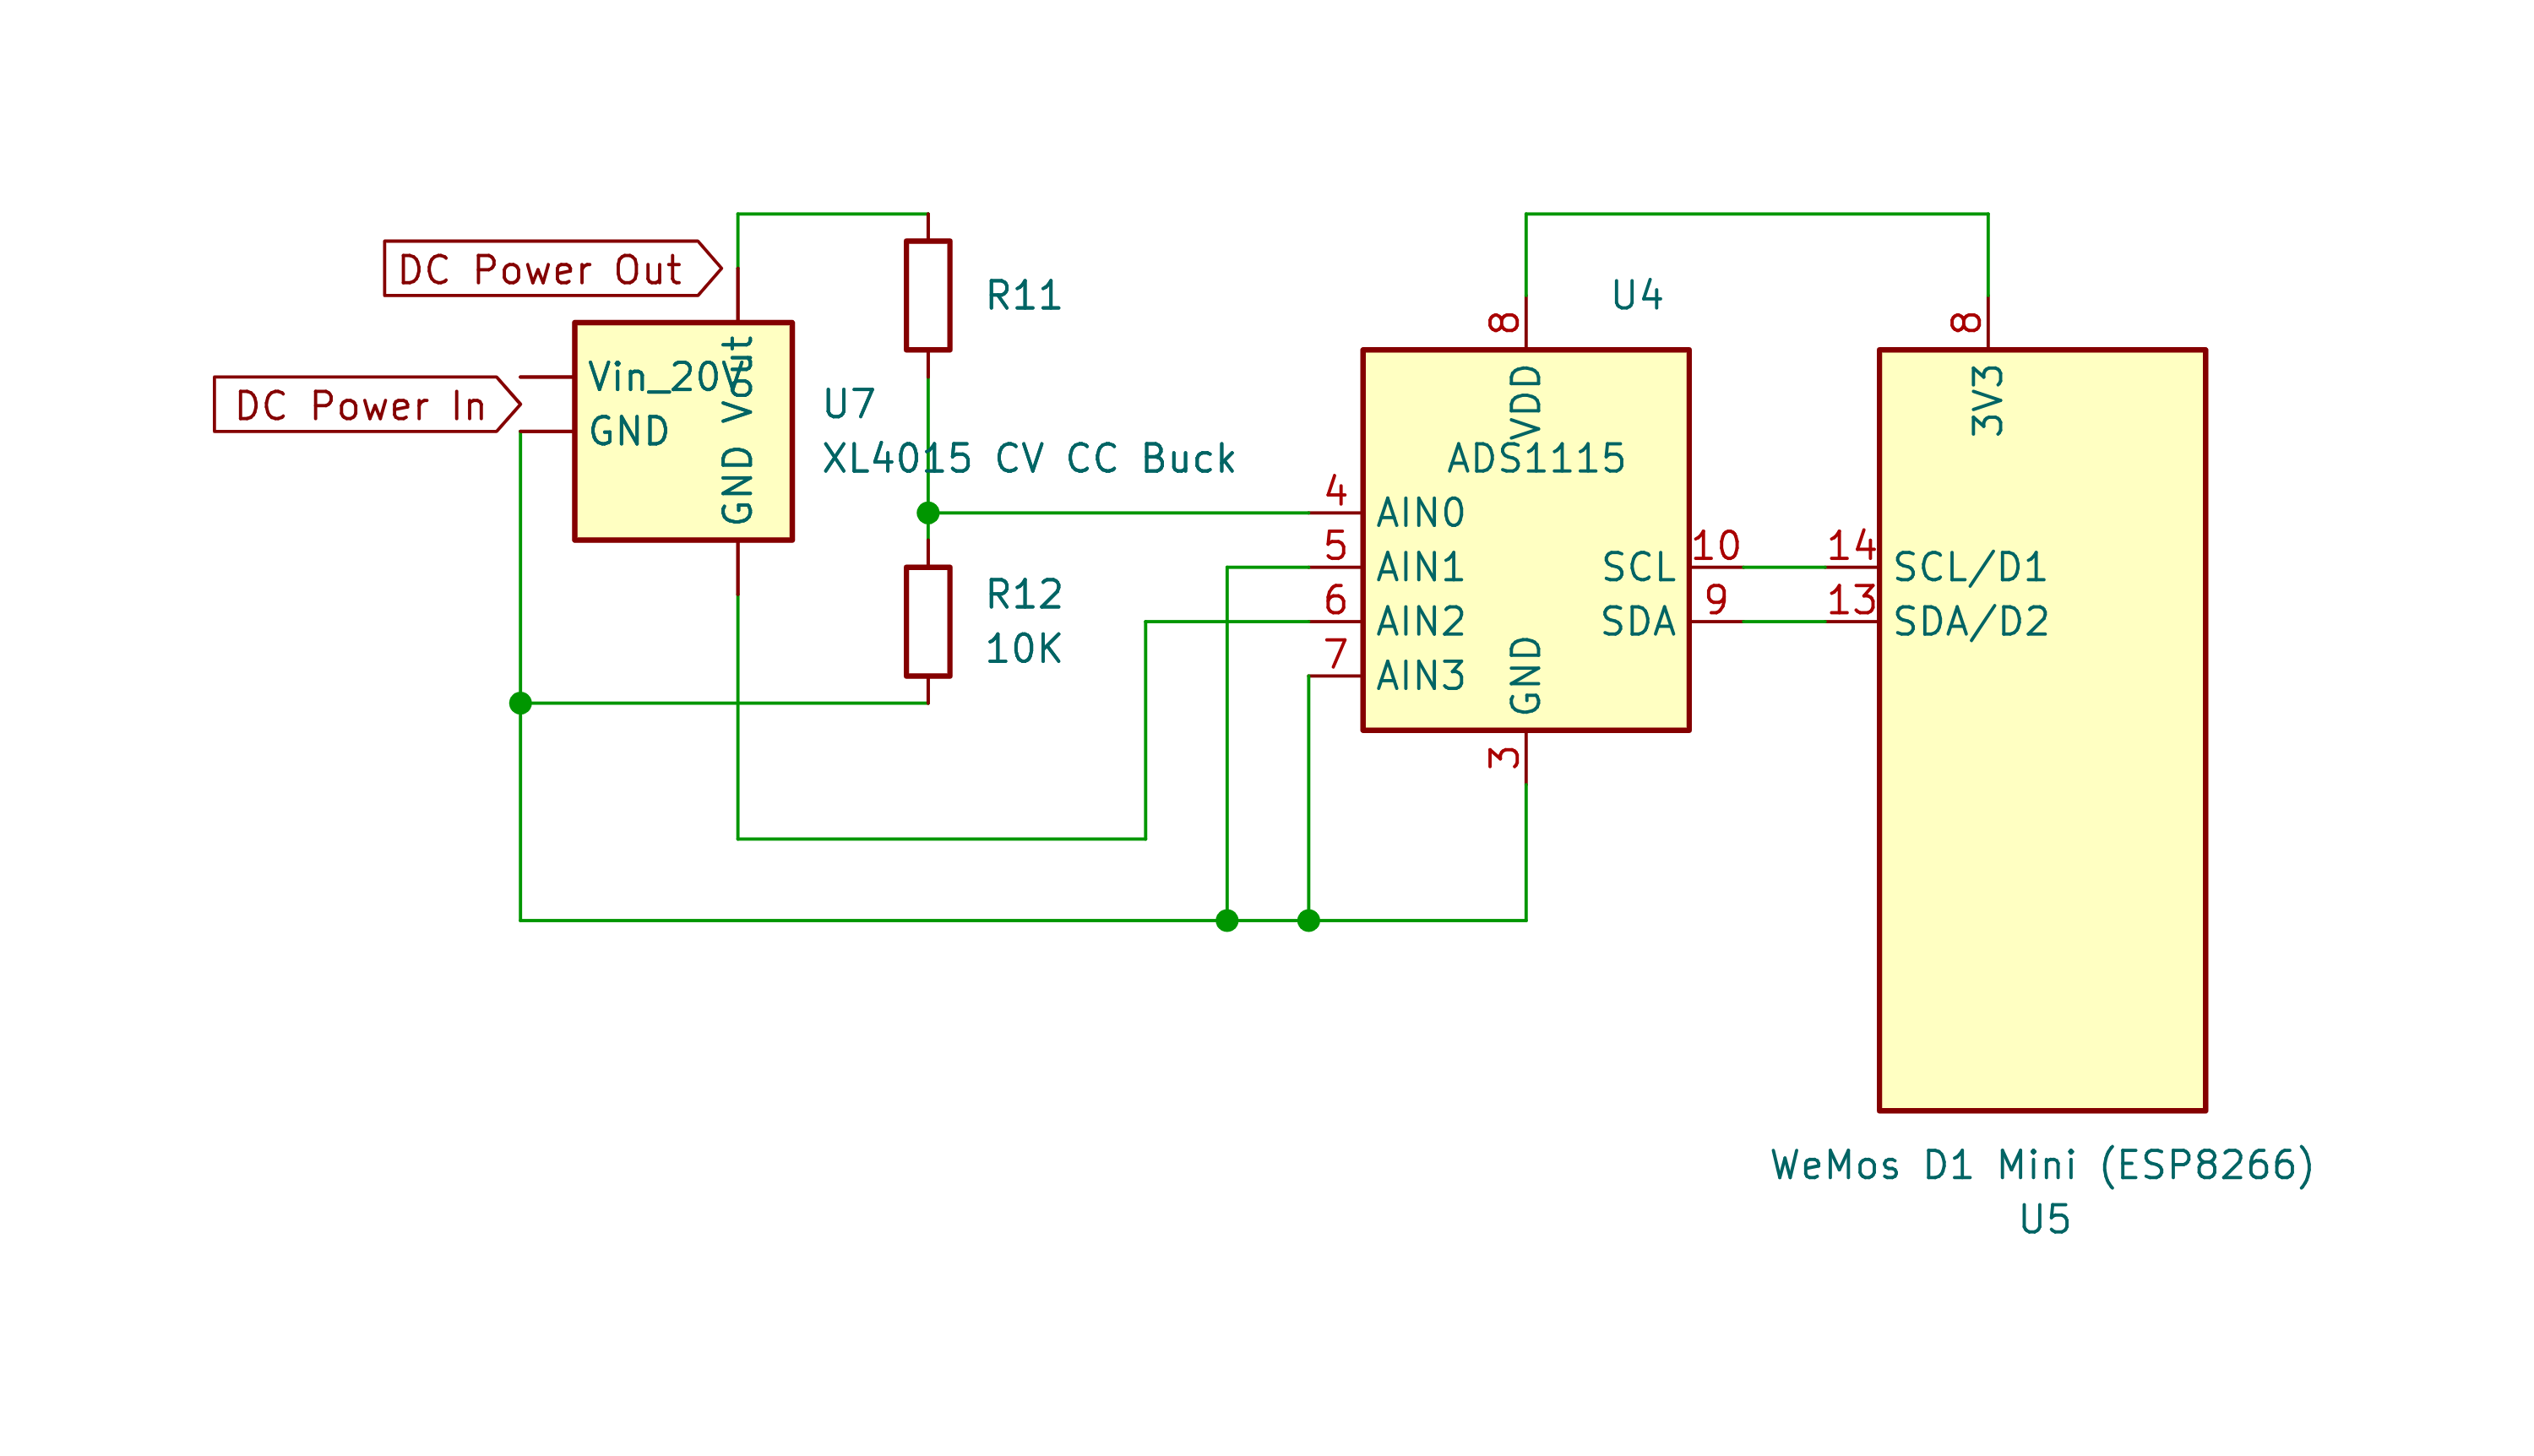 DC Power Out
DC Power In
Vin_20V
GND
Vout
GND
U7
XL4015 CV CC Buck
R11
R12
10K
U4
ADS1115
8
VDD
4
AIN0
5
AIN1
6
AIN2
7
AIN3
10
SCL
9
SDA
3
GND
8
3V3
14
SCL/D1
13
SDA/D2
WeMos D1 Mini (ESP8266)
U5